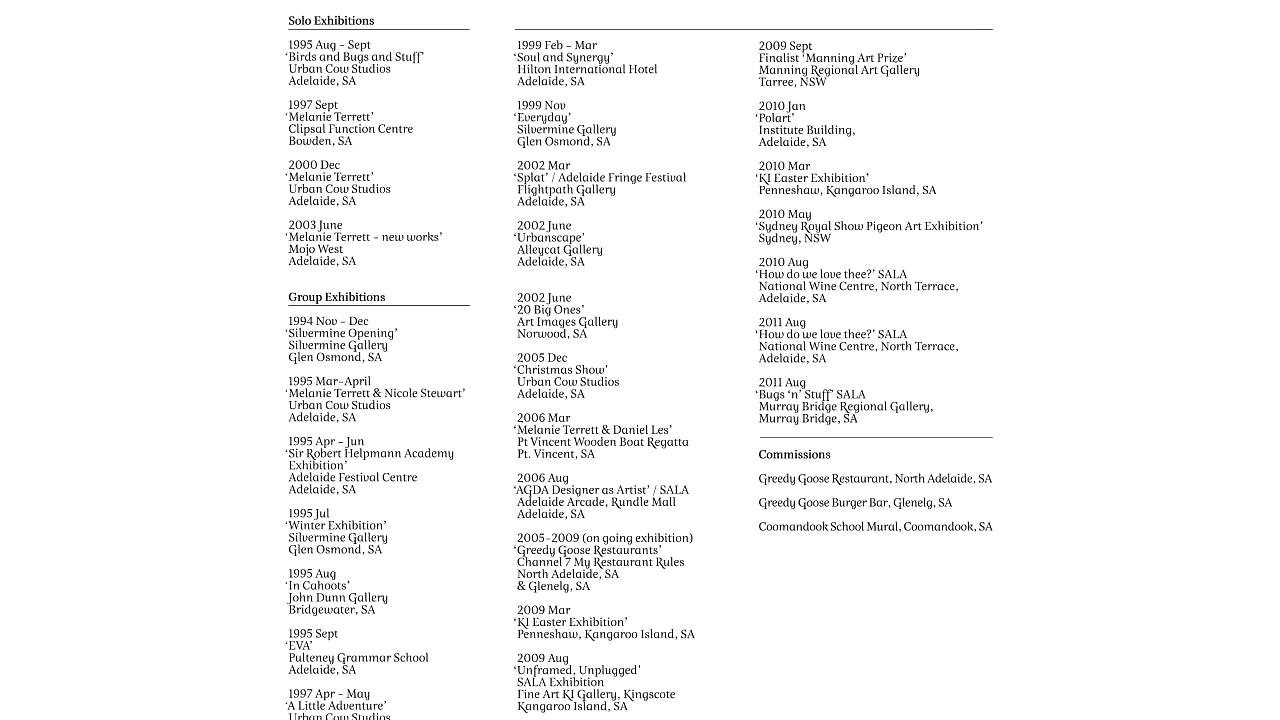 Solo Exhibitions
1995 Aug – Sept
‘Birds and Bugs and Stuff’
Urban Cow Studios
Adelaide, SA
1997 Sept
‘Melanie Terrett’
Clipsal Function Centre
Bowden, SA
2000 Dec
‘Melanie Terrett’
Urban Cow Studios
Adelaide, SA
2003 June
‘Melanie Terrett – new works’
Mojo West
Adelaide, SA
Group Exhibitions
1994 Nov – Dec
‘Silvermine Opening’
Silvermine Gallery
Glen Osmond, SA
1995 Mar–April
‘Melanie Terrett & Nicole Stewart’
Urban Cow Studios
Adelaide, SA
1995 Apr – Jun
‘Sir Robert Helpmann Academy
Exhibition’
Adelaide Festival Centre
Adelaide, SA
1995 Jul
‘Winter Exhibition’
Silvermine Gallery
Glen Osmond, SA
1995 Aug
‘In Cahoots’
John Dunn Gallery
Bridgewater, SA
1995 Sept
‘EVA’
Pulteney Grammar School
Adelaide, SA
1997 Apr – May
‘A Little Adventure’
Urban Cow Studios
1999 Feb – Mar
‘Soul and Synergy’
Hilton International Hotel
Adelaide, SA
1999 Nov
‘Everyday’
Silvermine Gallery
Glen Osmond, SA
2002 Mar
‘Splat’ / Adelaide Fringe Festival
Flightpath Gallery
Adelaide, SA
2002 June
‘Urbanscape’
Alleycat Gallery
Adelaide, SA
2002 June
‘20 Big Ones’
Art Images Gallery
Norwood, SA
2005 Dec
‘Christmas Show’
Urban Cow Studios
Adelaide, SA
2006 Mar
‘Melanie Terrett & Daniel Les’
Pt Vincent Wooden Boat Regatta
Pt. Vincent, SA
2006 Aug
‘AGDA Designer as Artist’ / SALA
Adelaide Arcade, Rundle Mall
Adelaide, SA
2005–2009 (on going exhibition)
‘Greedy Goose Restaurants’
Channel 7 My Restaurant Rules
North Adelaide, SA
& Glenelg, SA
2009 Mar
‘KI Easter Exhibition’
Penneshaw, Kangaroo Island, SA
2009 Aug
‘Unframed, Unplugged’
SALA Exhibition
Fine Art KI Gallery, Kingscote
Kangaroo Island, SA
2009 Sept
Finalist ‘Manning Art Prize’
Manning Regional Art Gallery
Tarree, NSW
2010 Jan
‘Polart’
Institute Building,
Adelaide, SA
2010 Mar
‘KI Easter Exhibition’
Penneshaw, Kangaroo Island, SA
2010 May
‘Sydney Royal Show Pigeon Art Exhibition’
Sydney, NSW
2010 Aug
‘How do we love thee?’ SALA
National Wine Centre, North Terrace,
Adelaide, SA
2011 Aug
‘How do we love thee?’ SALA
National Wine Centre, North Terrace,
Adelaide, SA
2011 Aug
‘Bugs ‘n’ Stuff’ SALA
Murray Bridge Regional Gallery,
Murray Bridge, SA
Commissions
Greedy Goose Restaurant, North Adelaide, SA
Greedy Goose Burger Bar, Glenelg, SA
Coomandook School Mural, Coomandook, SA